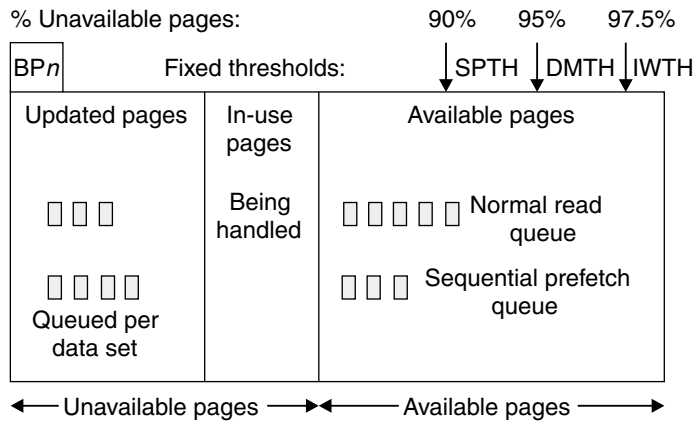 % Unavailable pages: 90% 95% 97.5%
BPn Fixed thresholds: SPTH DMTH IWTH
Updated pages
In-use
pages
Available pages
Being
handled
Normal read
queue
Sequential prefetch
queue
Queued per
data set
Unavailable pages
Available pages